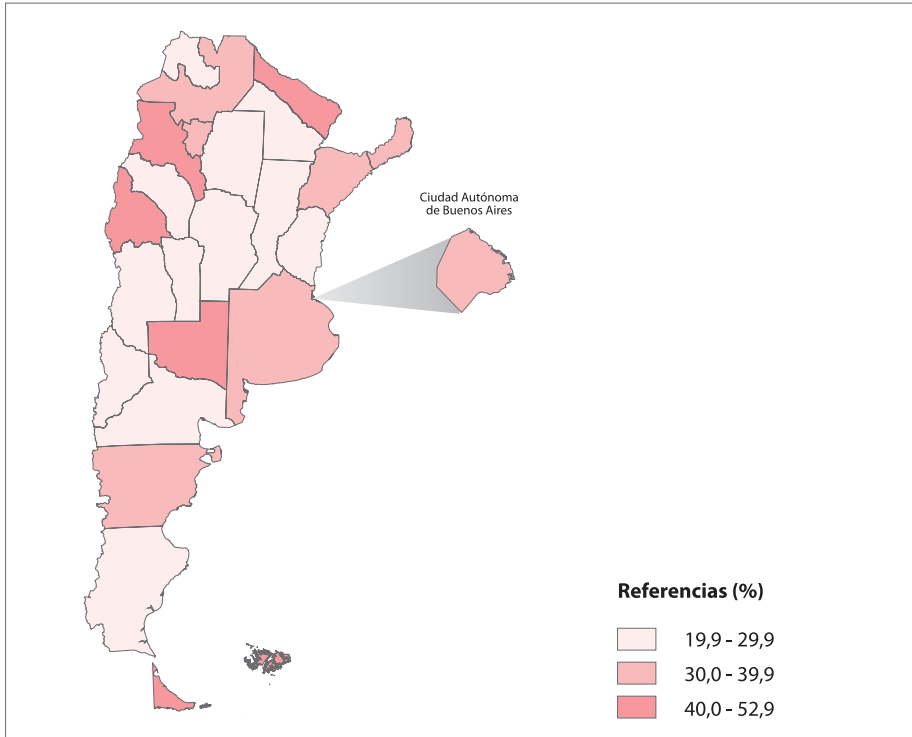 Ciudad Autónoma
de Buenos Aires
Referencias (%)
19,9 - 29,9
30,0 - 39,9
40,0 - 52,9